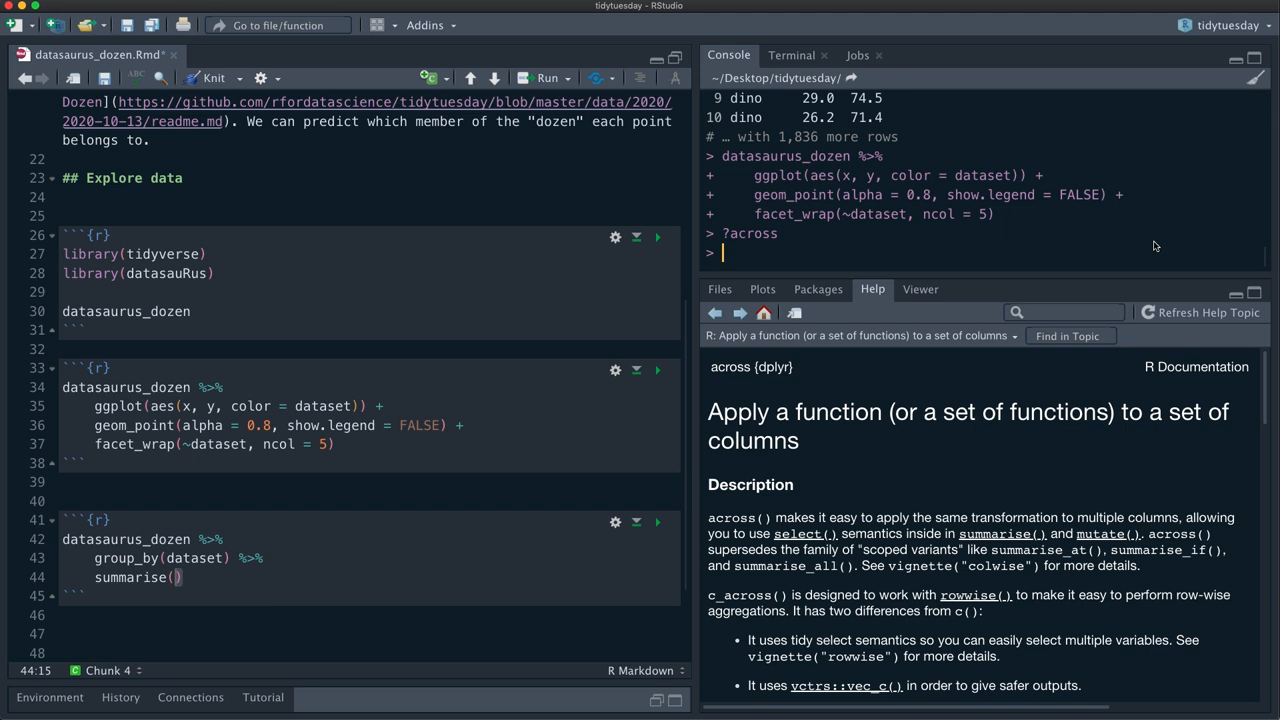 tidytuesday - RStudio
Go to file/function
Addins
tidytuesday
datasaurus_dozen.Rmd*
Knit
Run
Dozen](https://github.com/rfordatascience/tidytuesday/blob/master/data/2020/
2020-10-13/readme.md). We can predict which member of the "dozen" each point
belongs to.
22
23 ## Explore data
24
25
26 ```{r}
27 library(tidyverse)
28 library(datasauRus)
29
30 datasaurus_dozen
31 ```
32
33 ```{r}
34 datasaurus_dozen %>%
35 ggplot(aes(x, y, color = dataset)) +
36 geom_point(alpha = 0.8, show.legend = FALSE) +
37 facet_wrap(~dataset, ncol = 5)
38 ```
39
40
41 ```{r}
42 datasaurus_dozen %>%
43 group_by(dataset) %>%
44 summarise()
45 ```
46
47
48
44:15 Chunk 4 R Markdown
Environment History Connections Tutorial
Console Terminal Jobs
~/Desktop/tidytuesday/
9 dino 29.0 74.5
10 dino 26.2 71.4
# … with 1,836 more rows
> datasaurus_dozen %>%
+ ggplot(aes(x, y, color = dataset)) +
+ geom_point(alpha = 0.8, show.legend = FALSE) +
+ facet_wrap(~dataset, ncol = 5)
> ?across
>
Files Plots Packages Help Viewer
Refresh Help Topic
R: Apply a function (or a set of functions) to a set of columns
Find in Topic
across {dplyr} R Documentation
Apply a function (or a set of functions) to a set of
columns
Description
across() makes it easy to apply the same transformation to multiple columns, allowing
you to use select() semantics inside in summarise() and mutate(). across()
supersedes the family of "scoped variants" like summarise_at(), summarise_if(),
and summarise_all(). See vignette("colwise") for more details.
c_across() is designed to work with rowwise() to make it easy to perform row-wise
aggregations. It has two differences from c():
• It uses tidy select semantics so you can easily select multiple variables. See
vignette("rowwise") for more details.
• It uses vctrs::vec_c() in order to give safer outputs.